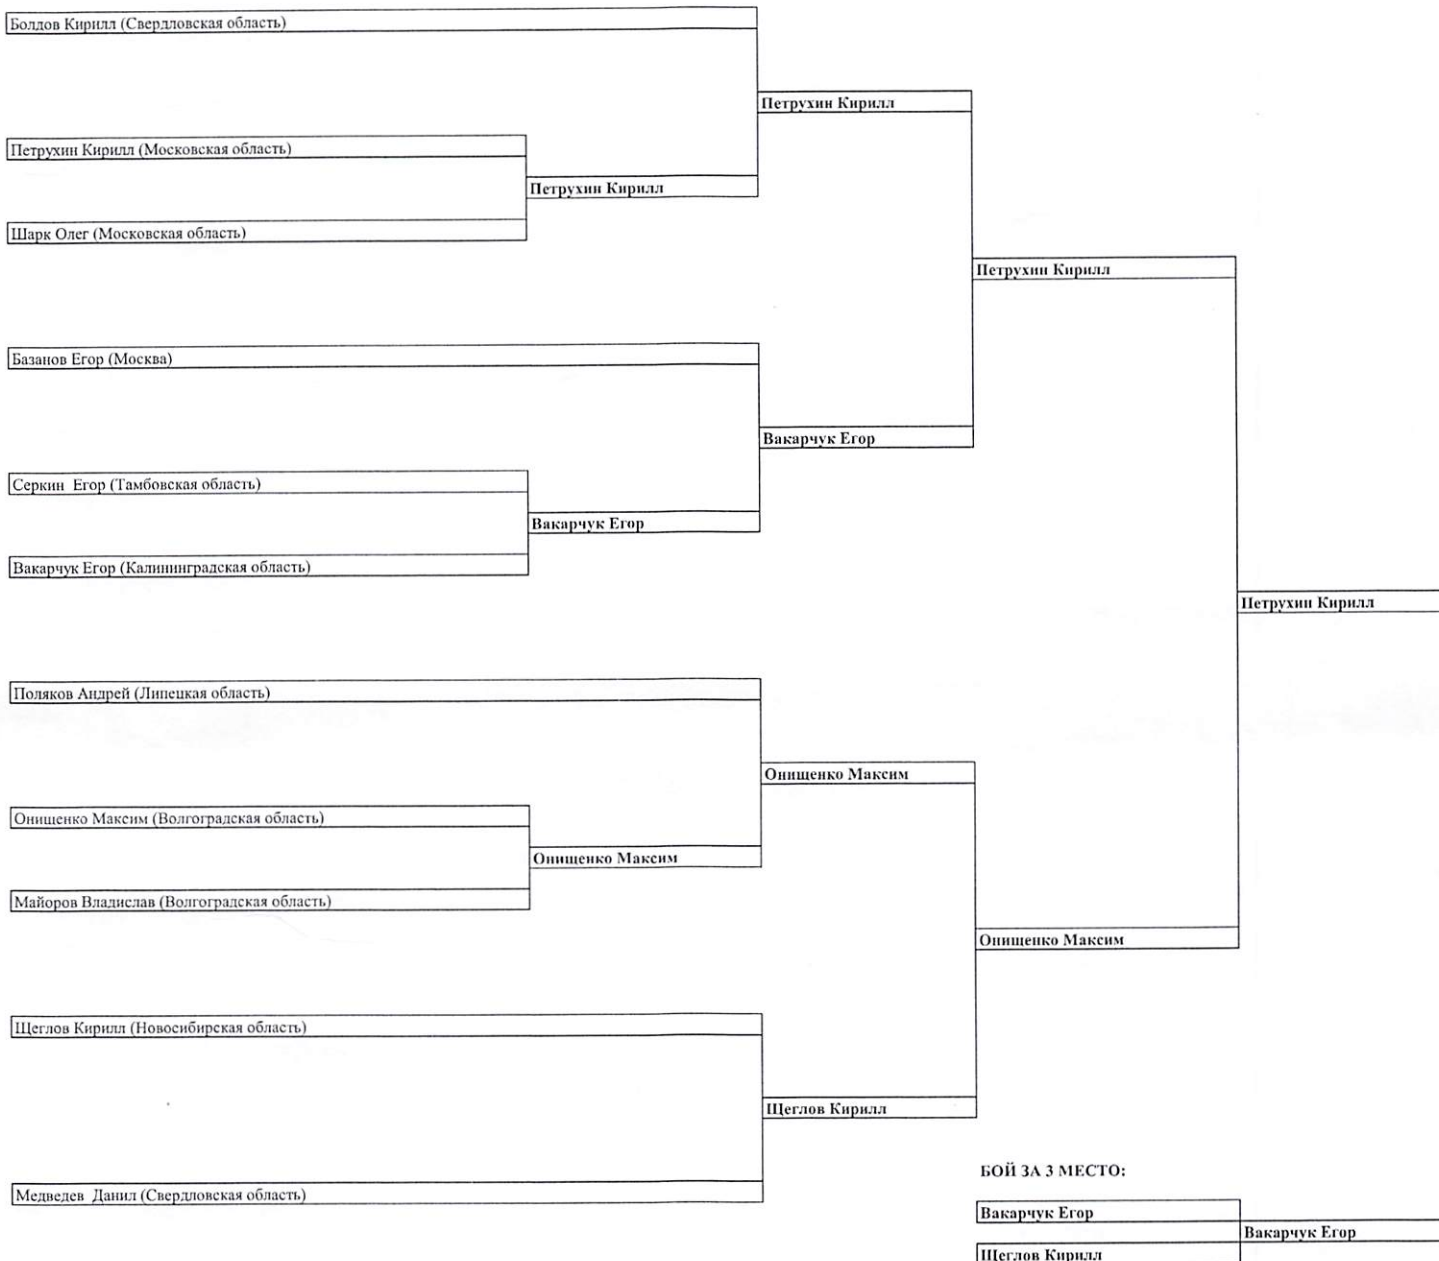 Болдов Кирилл (Свердловская область)
Петрухин Кирилл
Петрухин Кирилл (Московская область)
Петрухин Кирилл
Шарк Олег (Московская область)
Петрухин Кирилл
Базанов Егор (Москва)
Вакарчук Егор
Серкин Егор (Тамбовская область)
Вакарчук Егор
Вакарчук Егор (Калининградская область)
Петрухин Кирилл
Поляков Андрей (Липецкая область)
Онищенко Максим
Онищенко Максим (Волгоградская область)
Онищенко Максим
Майоров Владислав (Волгоградская область)
Онищенко Максим
Щеглов Кирилл (Новосибирская область)
Щеглов Кирилл
БОЙ ЗА 3 МЕСТО:
Медведев Данил (Свердловская область)
Вакарчук Егор
Вакарчук Егор
Щеглов Кирилл